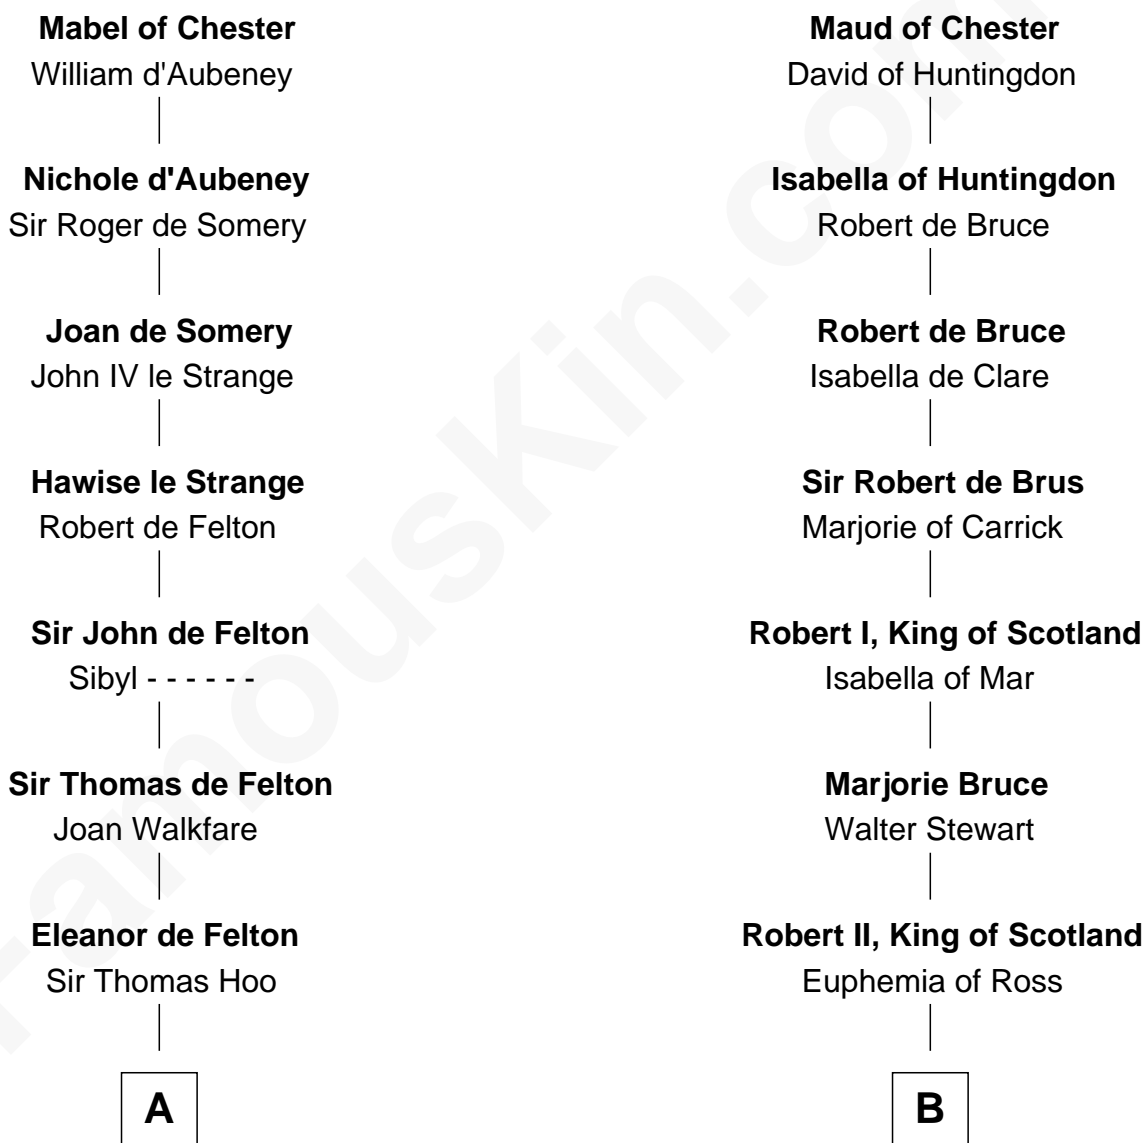 Mabel of Chester
William d'Aubeney
Nichole d'Aubeney
Sir Roger de Somery
Joan de Somery
John IV le Strange
Hawise le Strange
Robert de Felton
Sir John de Felton
Sibyl - - - - - -
Sir Thomas de Felton
Joan Walkfare
Eleanor de Felton
Sir Thomas Hoo
A
Maud of Chester
David of Huntingdon
Isabella of Huntingdon
Robert de Bruce
Robert de Bruce
Isabella de Clare
Sir Robert de Brus
Marjorie of Carrick
Robert I, King of Scotland
Isabella of Mar
Marjorie Bruce
Walter Stewart
Robert II, King of Scotland
Euphemia of Ross
B
FamousKin.com